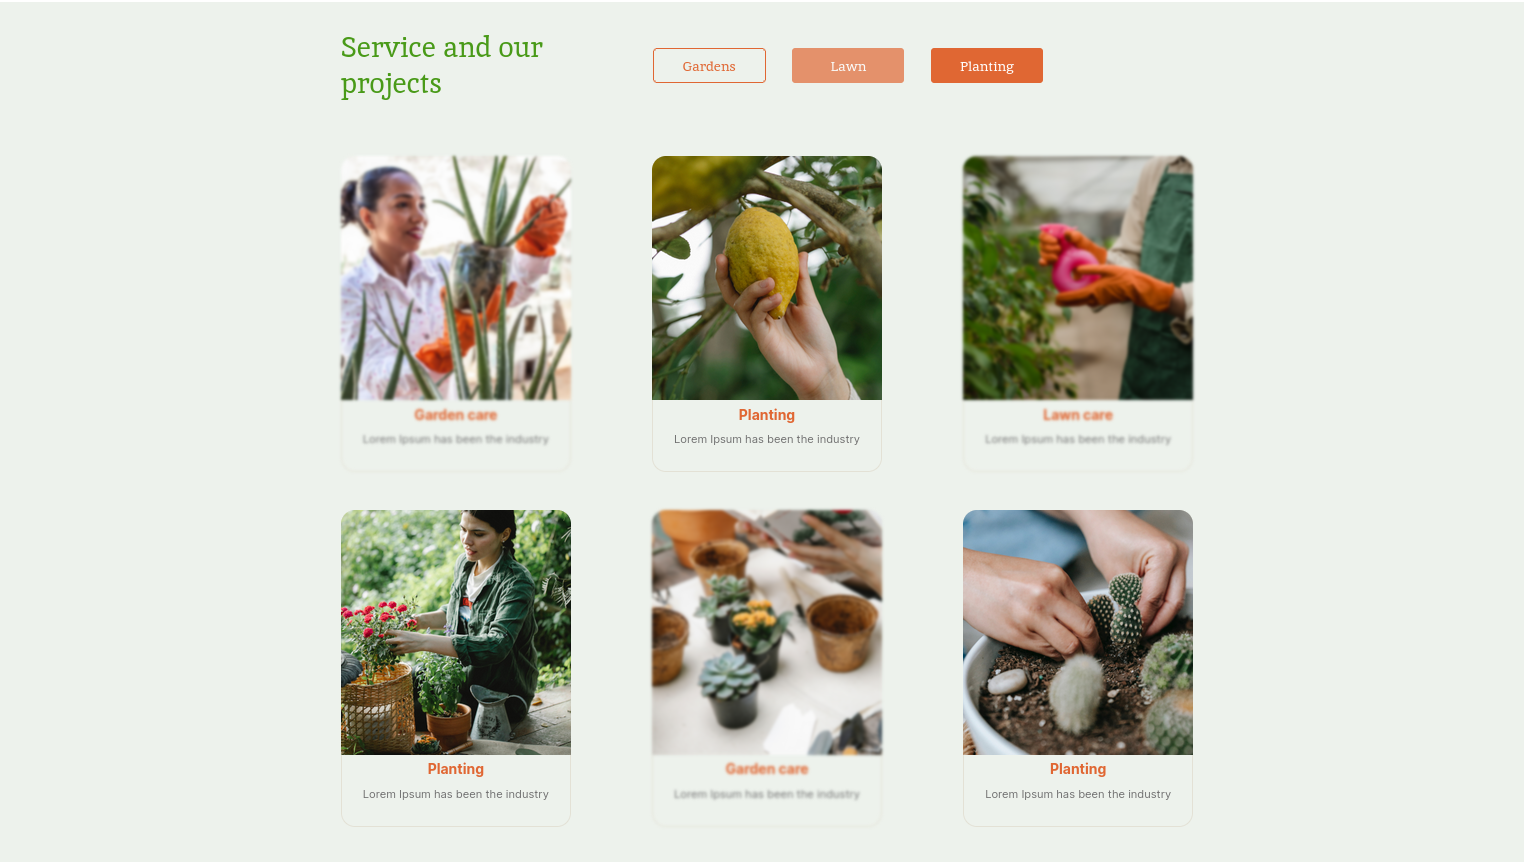 Service and our
projects
Gardens
Lawn
Planting
Garden care
Lorem Ipsum has been the industry
Planting
Lorem Ipsum has been the industry
Lawn care
Lorem Ipsum has been the industry
Planting
Lorem Ipsum has been the industry
Garden care
Lorem Ipsum has been the industry
Planting
Lorem Ipsum has been the industry